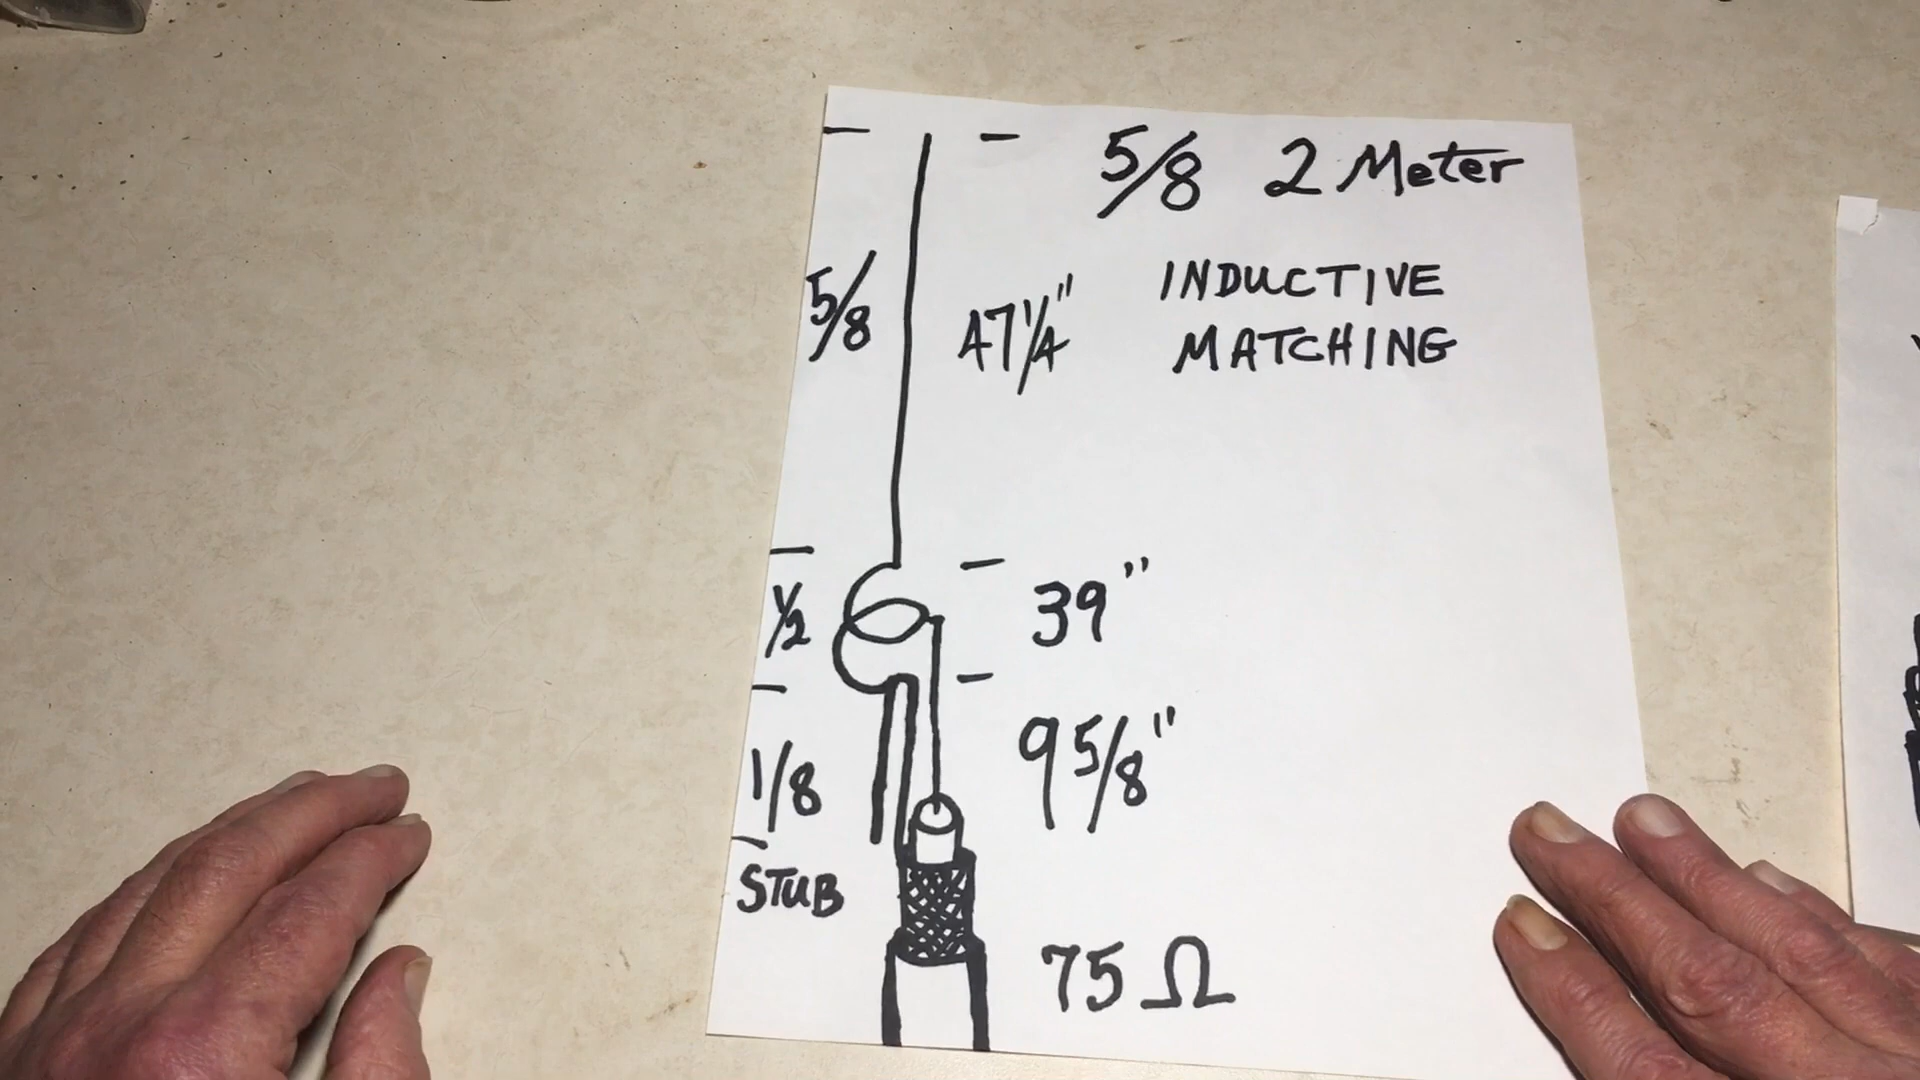 5/8 2 Meter
INDUCTIVE
MATCHING
5/8
47 1/4"
1/2
39"
1/8
9 5/8"
STUB
75 Ω